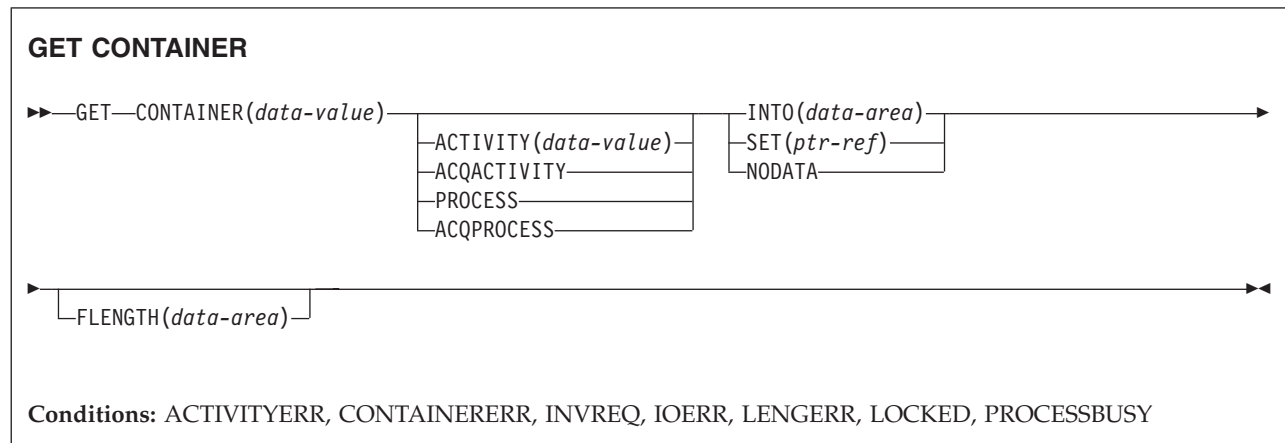 GET CONTAINER
GET CONTAINER(data-value) INTO(data-area)
ACTIVITY(data-value) SET(ptr-ref)
ACQACTIVITY NODATA
PROCESS
ACQPROCESS
FLENGTH(data-area)
Conditions: ACTIVITYERR, CONTAINERERR, INVREQ, IOERR, LENGERR, LOCKED, PROCESSBUSY